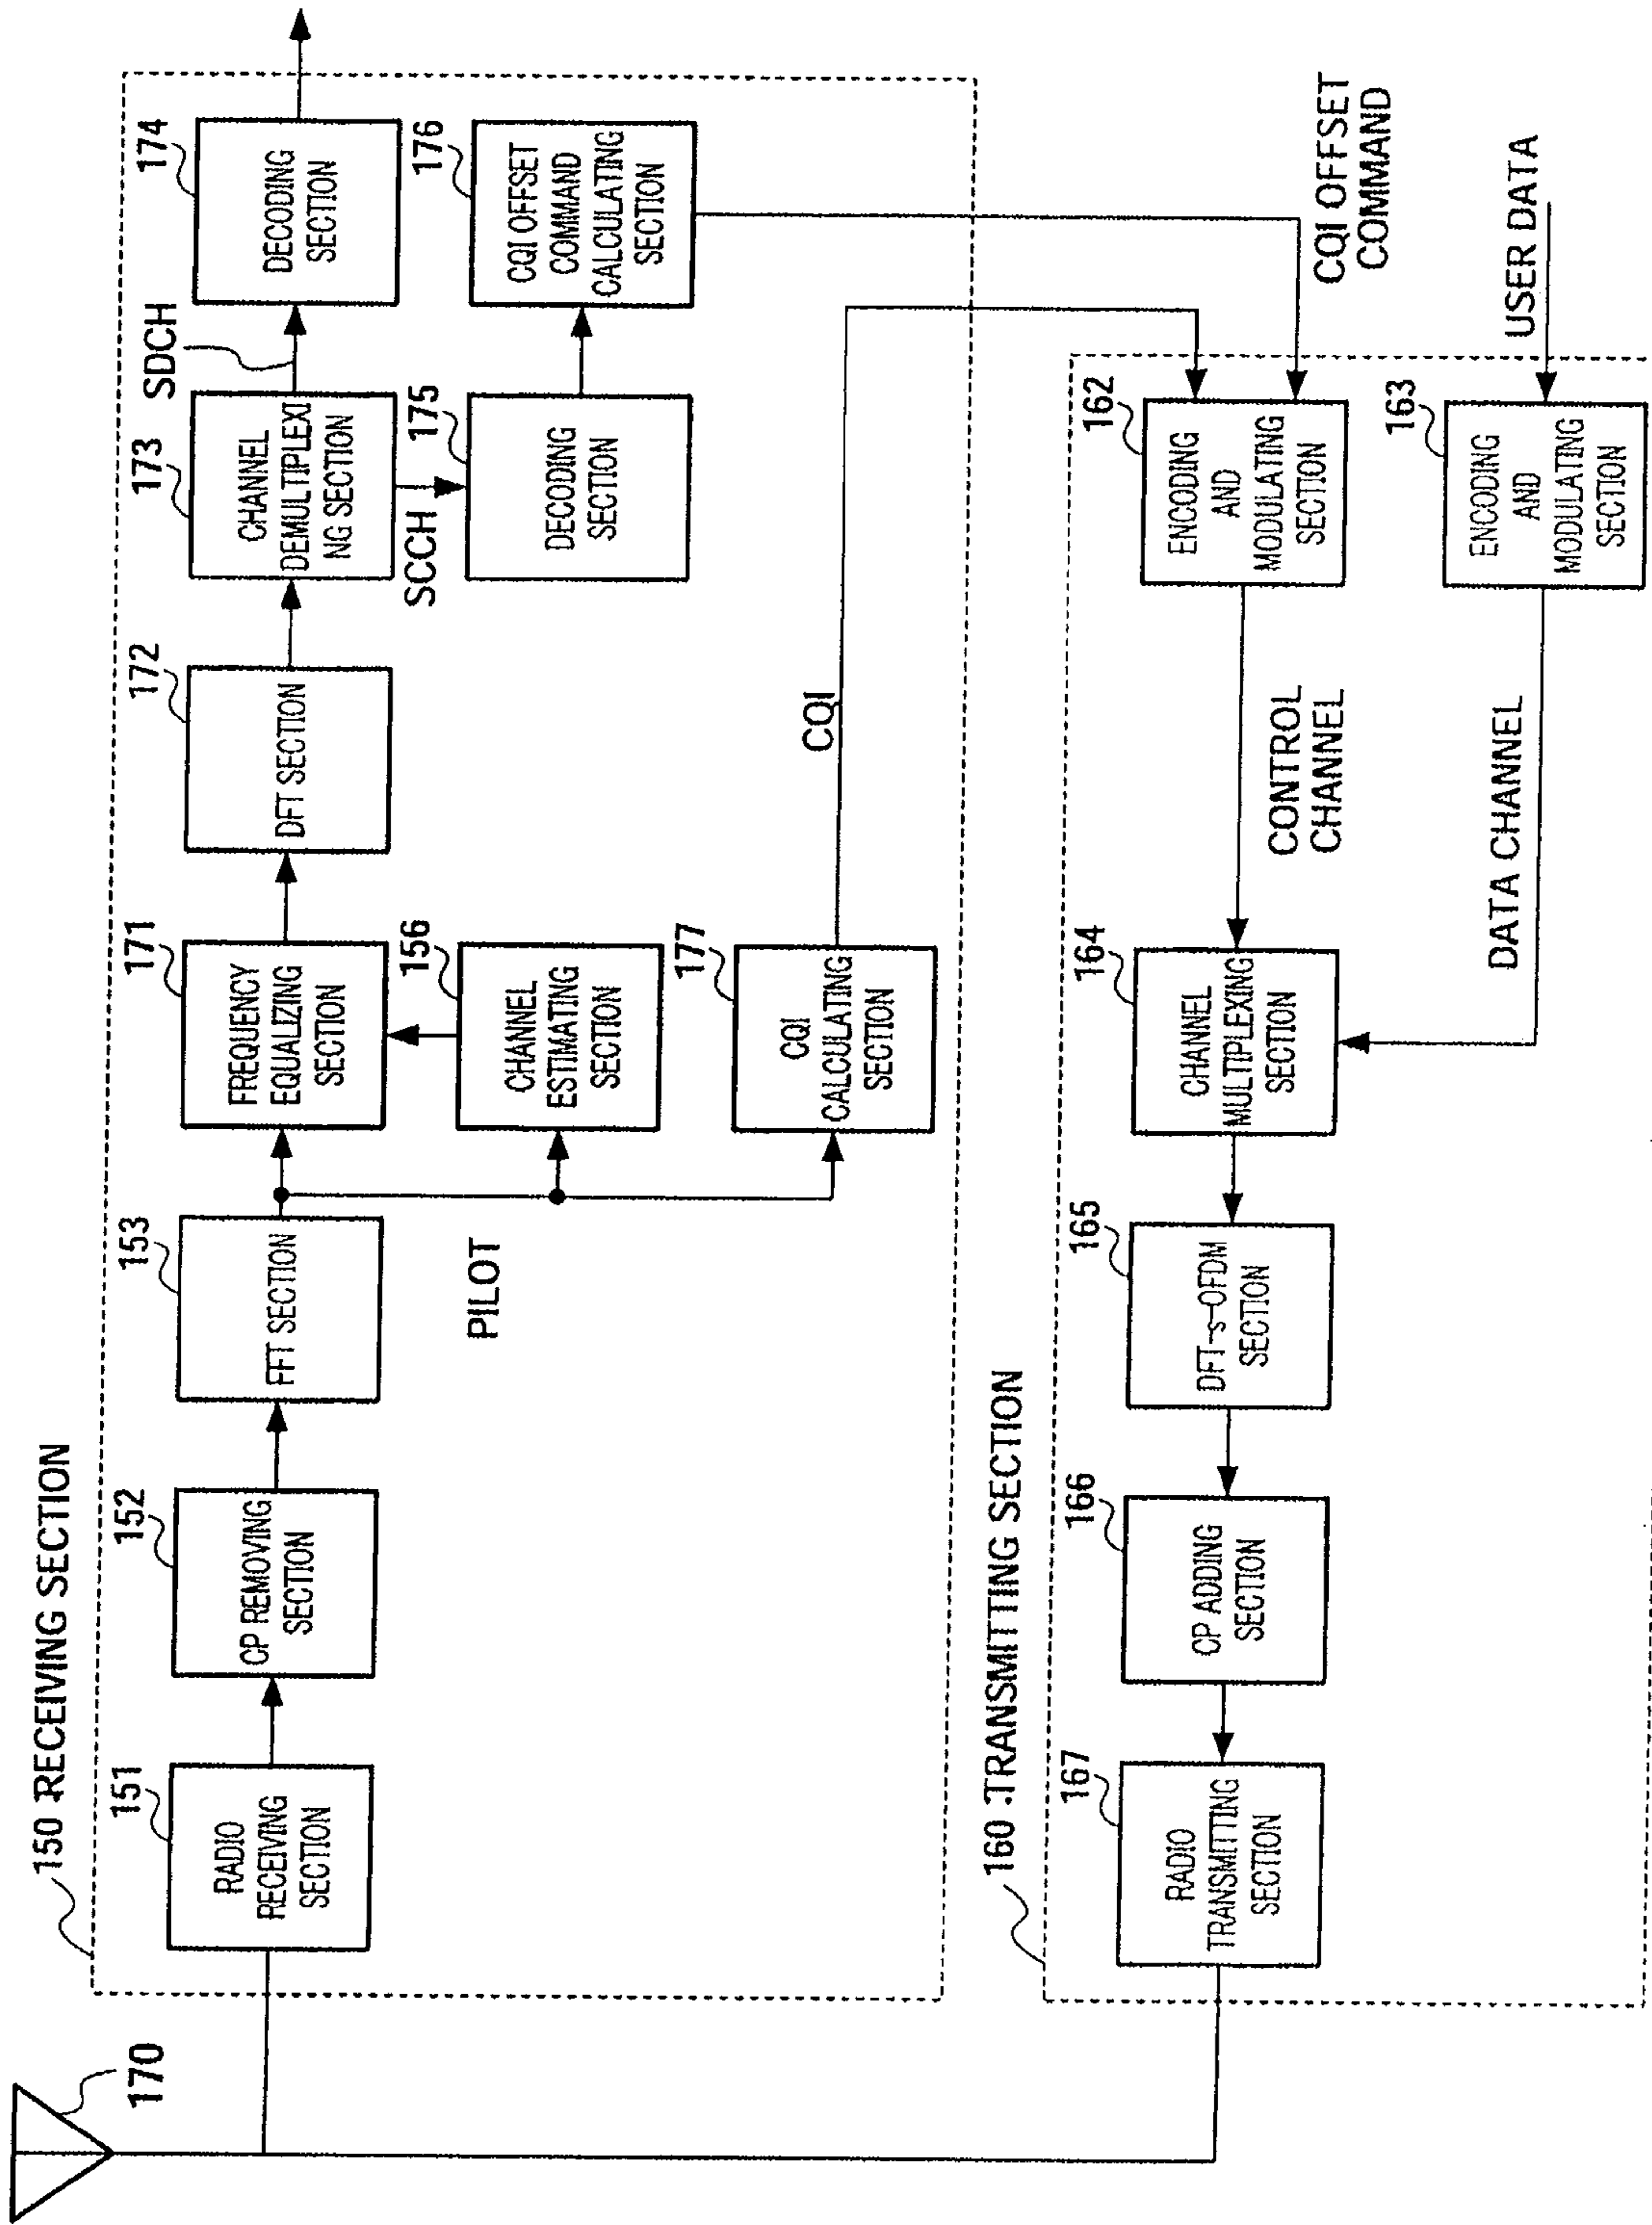 150 RECEIVING SECTION
170
151
RADIO
RECEIVING
SECTION
152
CP REMOVING
SECTION
153
FFT SECTION
PILOT
171
FREQUENCY
EQUALIZING
SECTION
156
CHANNEL
ESTIMATING
SECTION
177
CQI
CALCULATING
SECTION
CQI
172
DFT SECTION
173
CHANNEL
DEMULTIPLEXI
NG SECTION
SDCH
SCCH
174
DECODING
SECTION
175
DECODING
SECTION
176
CQI OFFSET
COMMAND
CALCULATING
SECTION
160 TRANSMITTING SECTION
167
RADIO
TRANSMITTING
SECTION
166
CP ADDING
SECTION
165
DFT-s-OFDM
SECTION
164
CHANNEL
MULTIPLEXING
SECTION
CONTROL
CHANNEL
DATA CHANNEL
162
ENCODING
AND
MODULATING
SECTION
163
ENCODING
AND
MODULATING
SECTION
CQI OFFSET
COMMAND
USER DATA